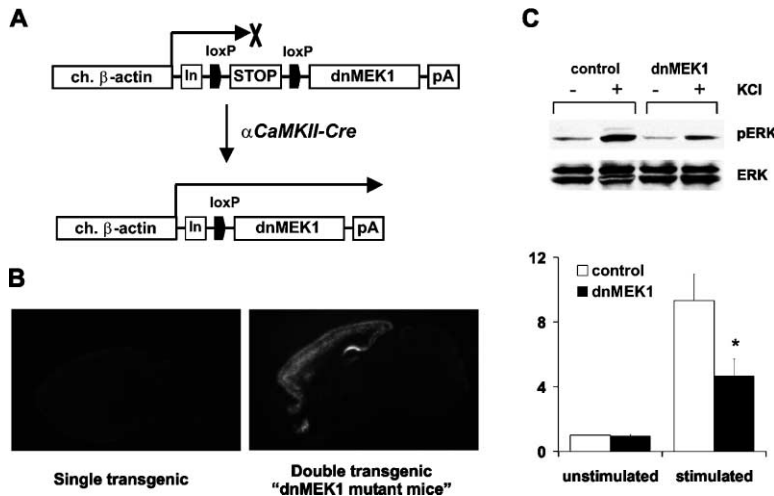 A
loxP loxP
ch. β-actin In STOP dnMEK1 pA
αCaMKII-Cre
loxP
ch. β-actin In dnMEK1 pA
B
Single transgenic
Double transgenic
"dnMEK1 mutant mice"
C
control dnMEK1
- + - + KCl
pERK
ERK
12
8
4
0
control
dnMEK1
*
unstimulated stimulated